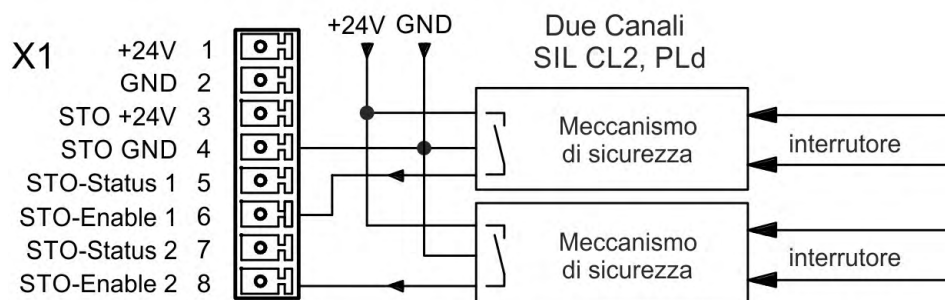 X1
+24V 1
GND 2
STO +24V 3
STO GND 4
STO-Status 1 5
STO-Enable 1 6
STO-Status 2 7
STO-Enable 2 8
+24V GND
Due Canali
SIL CL2, PLd
Meccanismo
di sicurezza
interrutore
Meccanismo
di sicurezza
interrutore